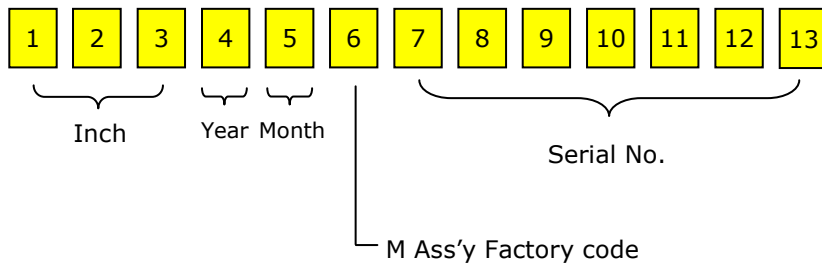 1 2 3 4 5 6 7 8 9 10 11 12 13
Inch Year Month
Serial No.
M Ass'y Factory code